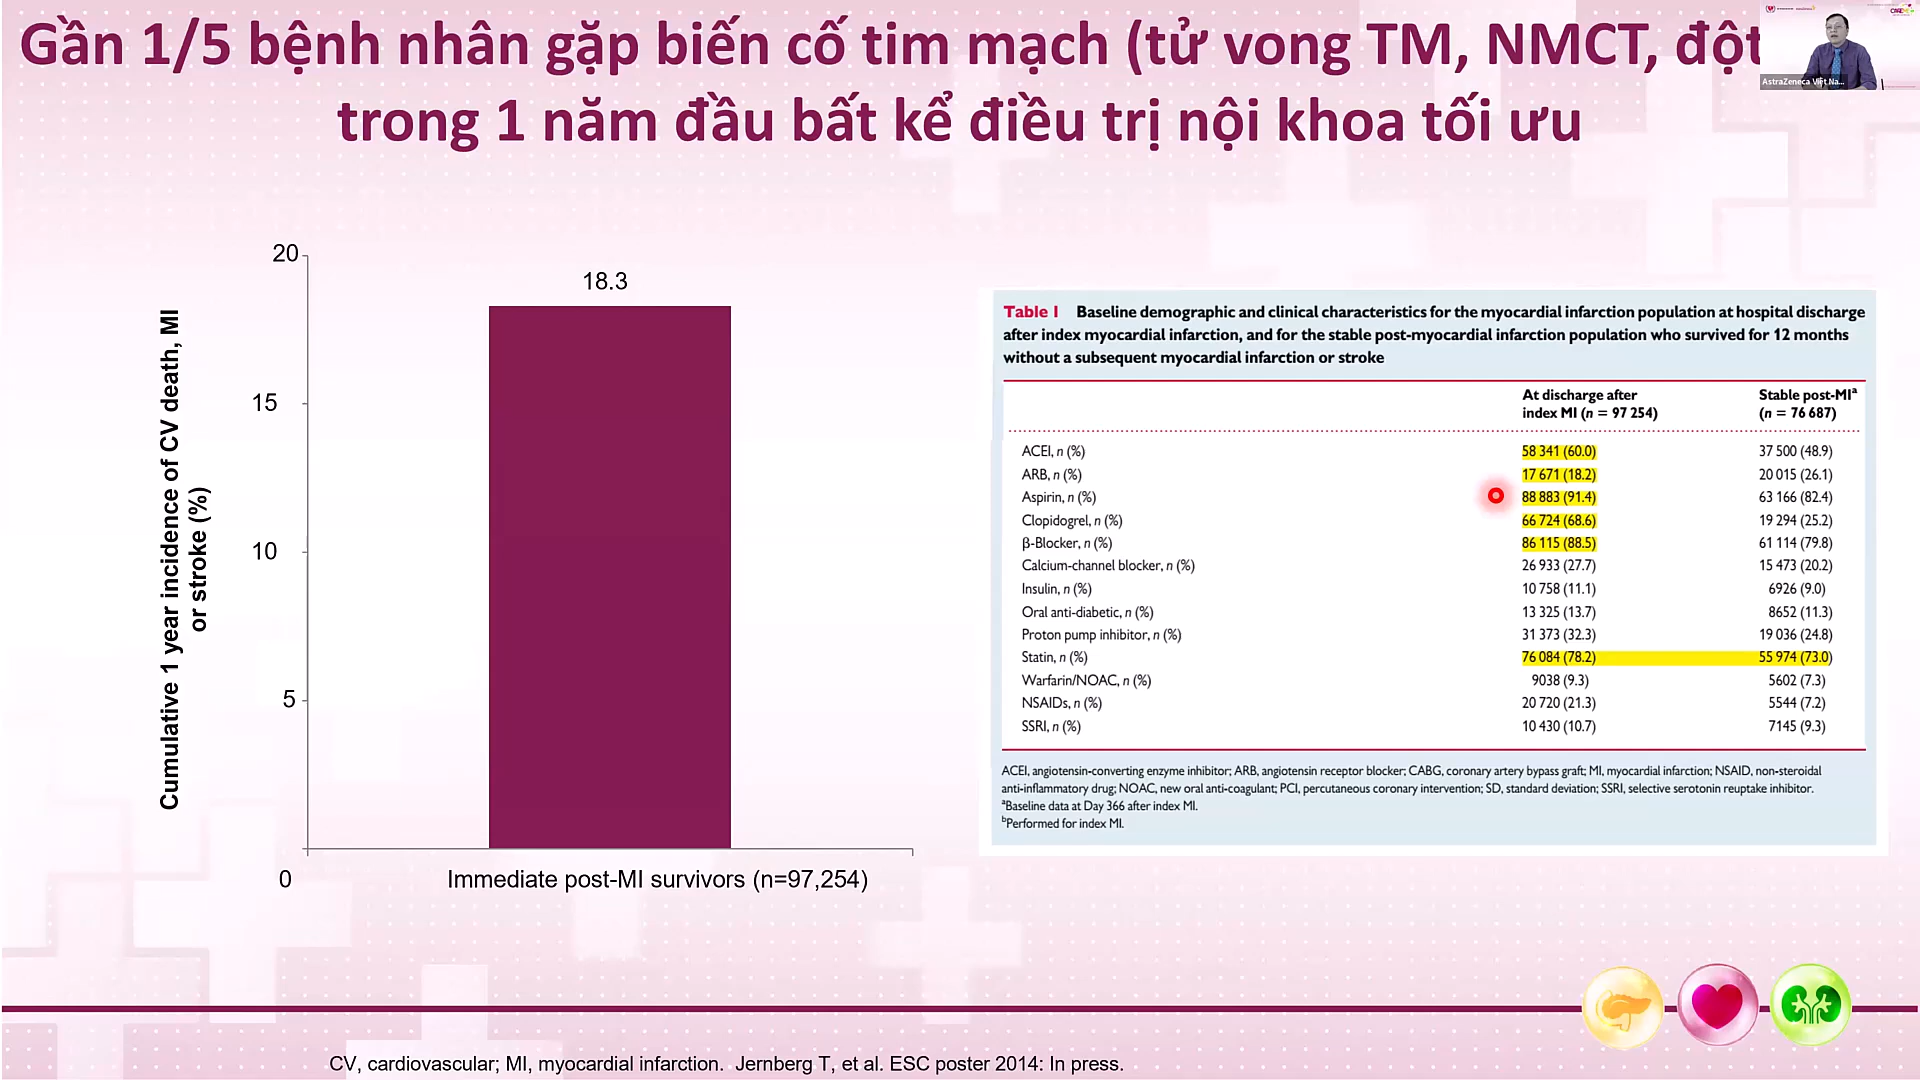 Gần 1/5 bệnh nhân gặp biến cố tim mạch (tử vong TM, NMCT, đột
trong 1 năm đầu bất kể điều trị nội khoa tối ưu
AstraZeneca Việt Na...
Cumulative 1 year incidence of CV death, MI
or stroke (%)
20
15
10
5
0
18.3
Immediate post-MI survivors (n=97,254)
Table 1 Baseline demographic and clinical characteristics for the myocardial infarction population at hospital discharge
after index myocardial infarction, and for the stable post-myocardial infarction population who survived for 12 months
without a subsequent myocardial infarction or stroke
At discharge after Stable post-MIᵃ
index MI (n = 97 254) (n = 76 687)
ACEI, n (%) 58 341 (60.0) 37 500 (48.9)
ARB, n (%) 17 671 (18.2) 20 015 (26.1)
Aspirin, n (%) 88 883 (91.4) 63 166 (82.4)
Clopidogrel, n (%) 66 724 (68.6) 19 294 (25.2)
β-Blocker, n (%) 86 115 (88.5) 61 114 (79.8)
Calcium-channel blocker, n (%) 26 933 (27.7) 15 473 (20.2)
Insulin, n (%) 10 758 (11.1) 6926 (9.0)
Oral anti-diabetic, n (%) 13 325 (13.7) 8652 (11.3)
Proton pump inhibitor, n (%) 31 373 (32.3) 19 036 (24.8)
Statin, n (%) 76 084 (78.2) 55 974 (73.0)
Warfarin/NOAC, n (%) 9038 (9.3) 5602 (7.3)
NSAIDs, n (%) 20 720 (21.3) 5544 (7.2)
SSRI, n (%) 10 430 (10.7) 7145 (9.3)
ACEI, angiotensin-converting enzyme inhibitor; ARB, angiotensin receptor blocker; CABG, coronary artery bypass graft; MI, myocardial infarction; NSAID, non-steroidal
anti-inflammatory drug; NOAC, new oral anti-coagulant; PCI, percutaneous coronary intervention; SD, standard deviation; SSRI, selective serotonin reuptake inhibitor.
ᵃBaseline data at Day 366 after index MI.
ᵇPerformed for index MI.
CV, cardiovascular; MI, myocardial infarction. Jernberg T, et al. ESC poster 2014: In press.